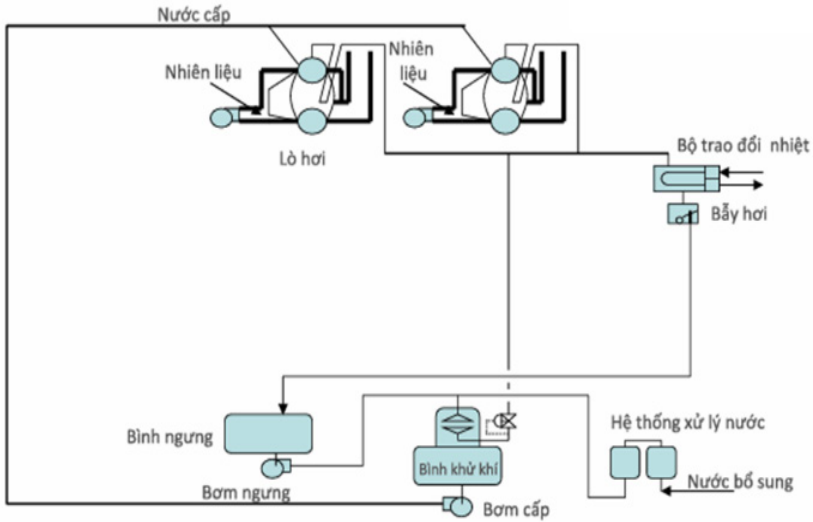 Nước cấp
Nhiên liệu
Nhiên
liệu
Lò hơi
Bộ trao đổi nhiệt
Bẫy hơi
Bình ngưng
Bơm ngưng
Bình khử khí
Bơm cấp
Hệ thống xử lý nước
Nước bổ sung